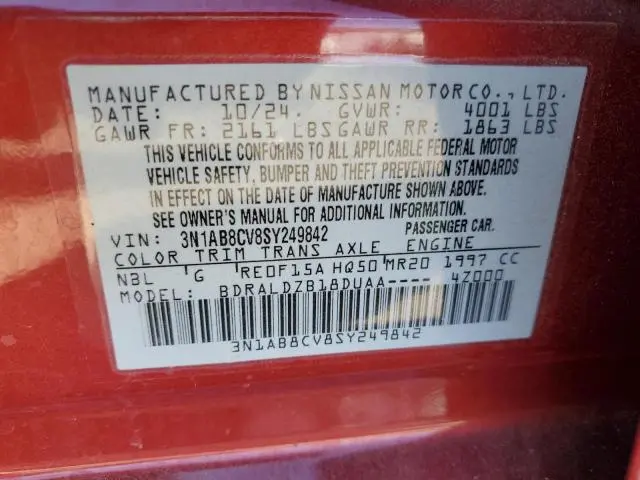 MANUFACTURED BY NISSAN MOTOR CO., LTD.
DATE: 10/24. GVWR: 4001 LBS
GAWR FR: 2161 LBS GAWR RR: 1863 LBS
THIS VEHICLE CONFORMS TO ALL APPLICABLE FEDERAL MOTOR
VEHICLE SAFETY, BUMPER AND THEFT PREVENTION STANDARDS
IN EFFECT ON THE DATE OF MANUFACTURE SHOWN ABOVE.
SEE OWNER'S MANUAL FOR ADDITIONAL INFORMATION.
VIN: 3N1AB8CV8SY249842 PASSENGER CAR.
COLOR TRIM TRANS AXLE ENGINE
NBL G RE0F15A HQ50 MR20 1997 CC
MODEL: BDRALDZB18DUAA---- 4Z000
3N1AB8CV8SY249842